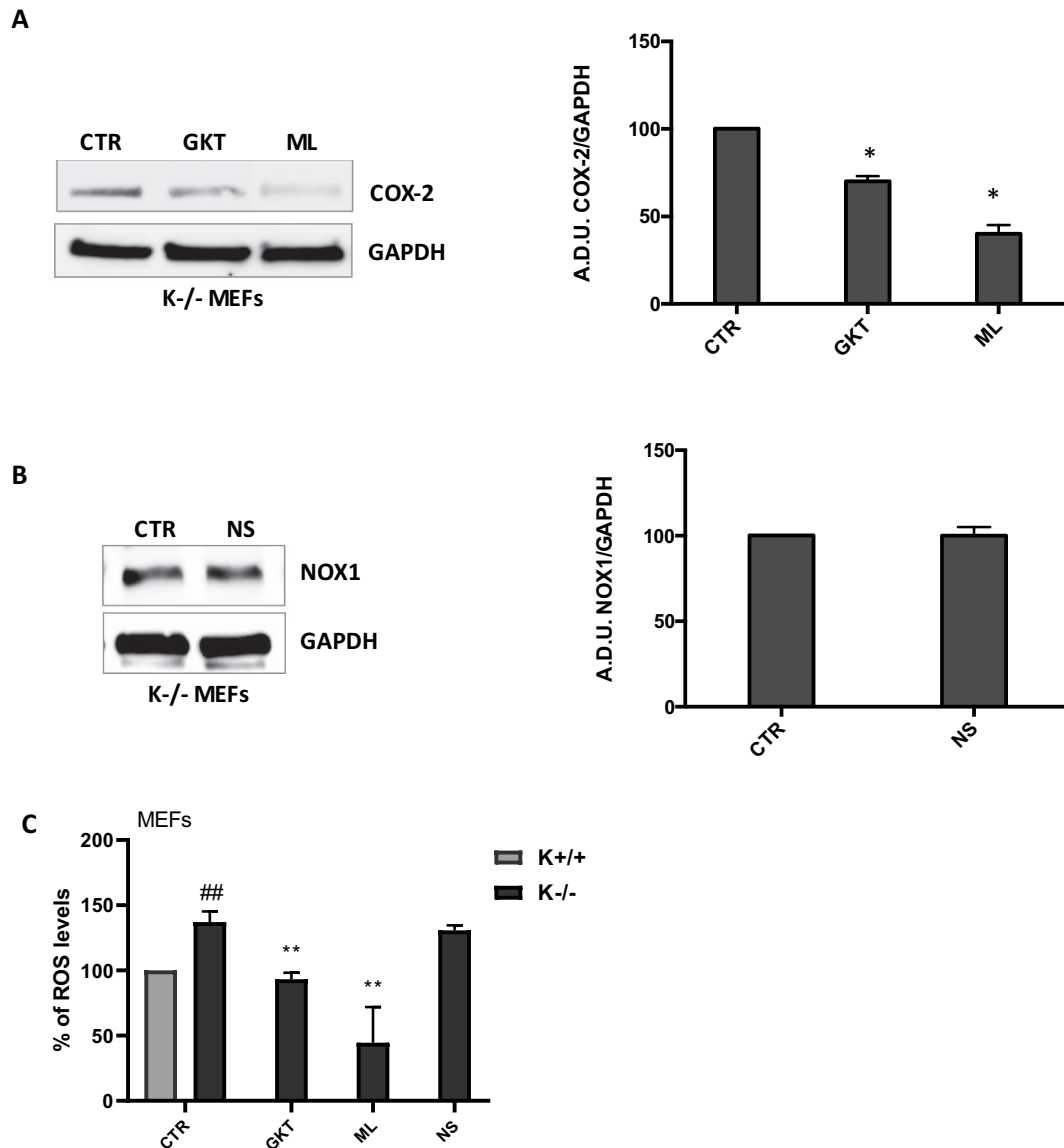 A
CTR GKT ML
COX-2
GAPDH
K-/- MEFs
A.D.U. COX-2/GAPDH
150
100
50
0
*
*
CTR GKT ML
B
CTR NS
NOX1
GAPDH
K-/- MEFs
A.D.U. NOX1/GAPDH
150
100
50
0
CTR NS
C
MEFs
% of ROS levels
200
150
100
50
0
##
**
**
CTR GKT ML NS
K+/+
K-/-